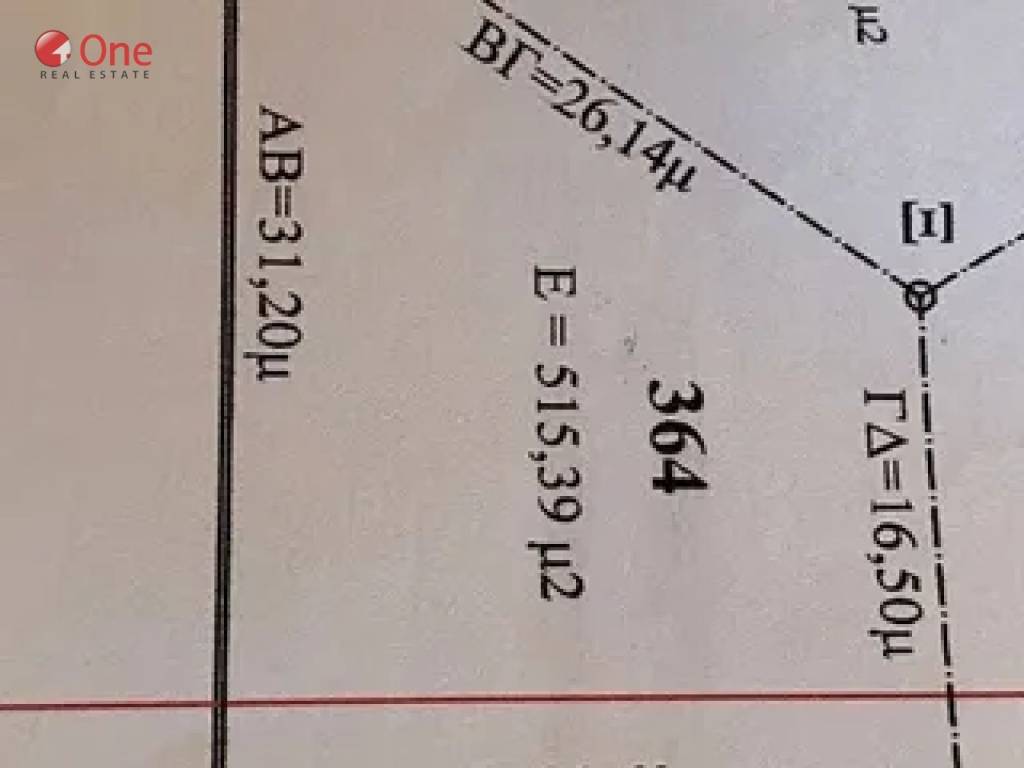 One
REAL ESTATE
μ2
ΒΓ=26,14μ
Ξ
ΑΒ=31,20μ
364
Ε = 515,39 μ2
ΓΔ=16,50μ